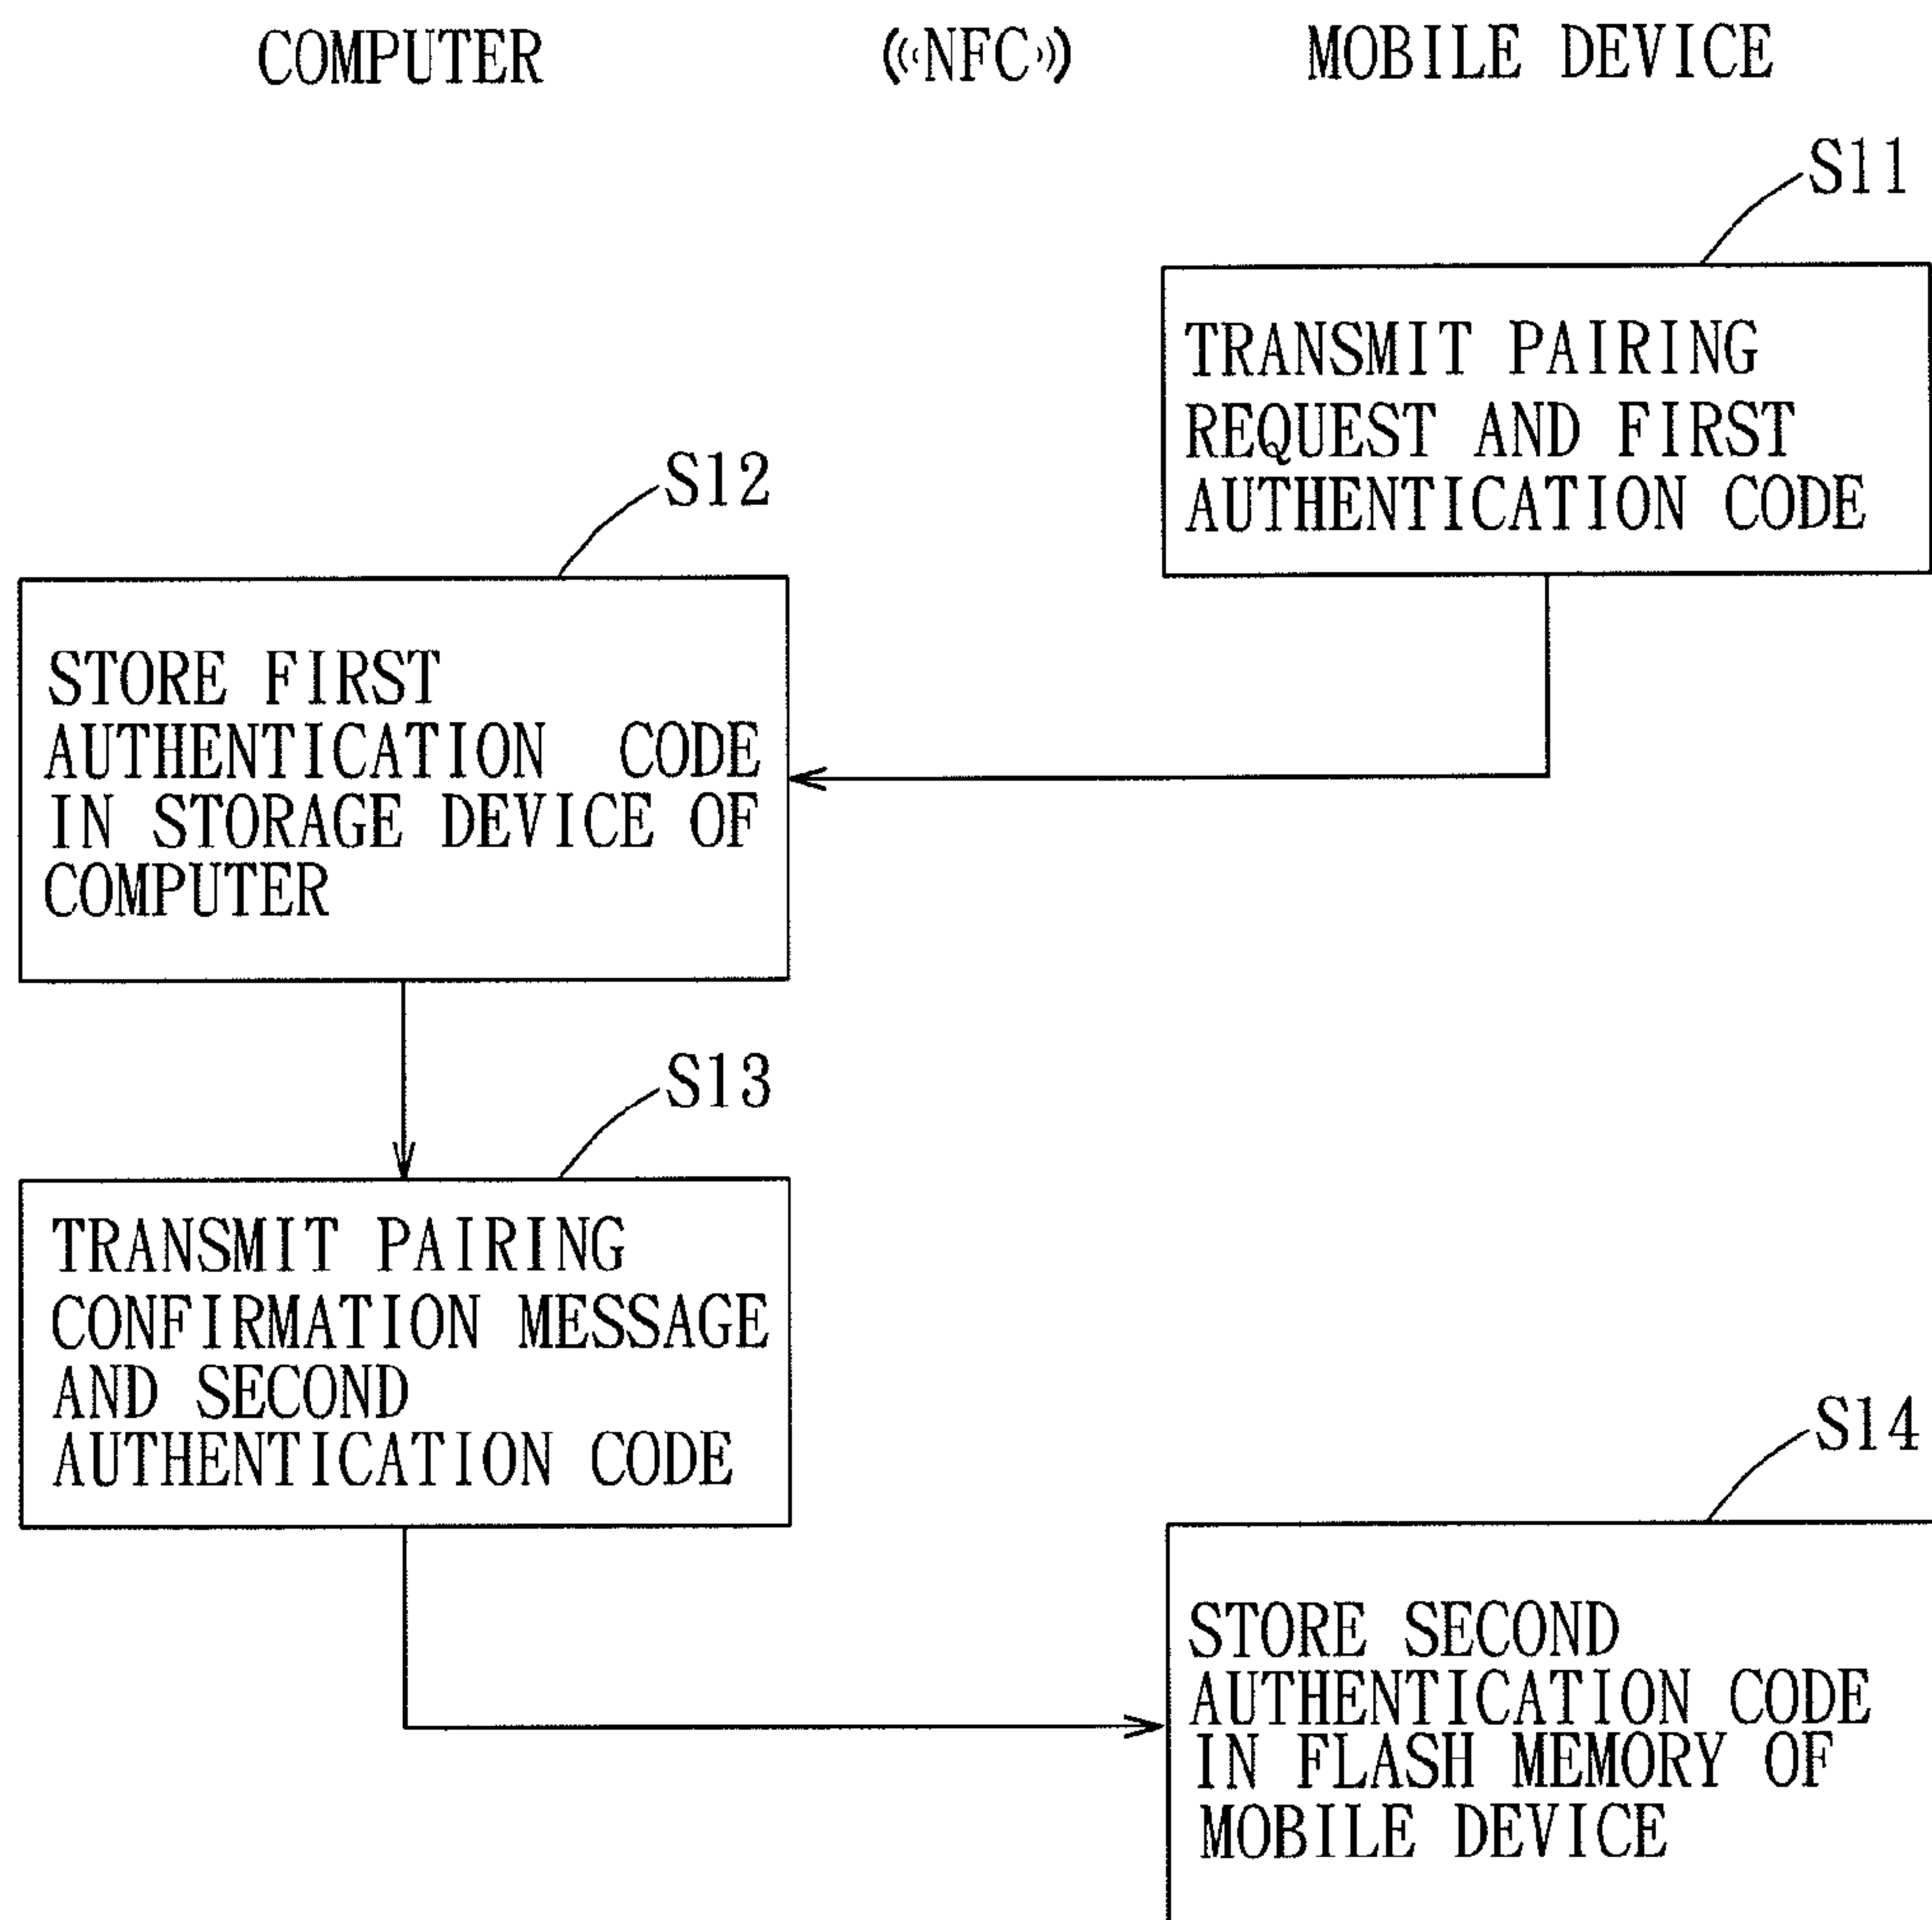 COMPUTER ((·NFC·)) MOBILE DEVICE
S11
TRANSMIT PAIRING
REQUEST AND FIRST
AUTHENTICATION CODE
S12
STORE FIRST
AUTHENTICATION CODE
IN STORAGE DEVICE OF
COMPUTER
S13
TRANSMIT PAIRING
CONFIRMATION MESSAGE
AND SECOND
AUTHENTICATION CODE
S14
STORE SECOND
AUTHENTICATION CODE
IN FLASH MEMORY OF
MOBILE DEVICE